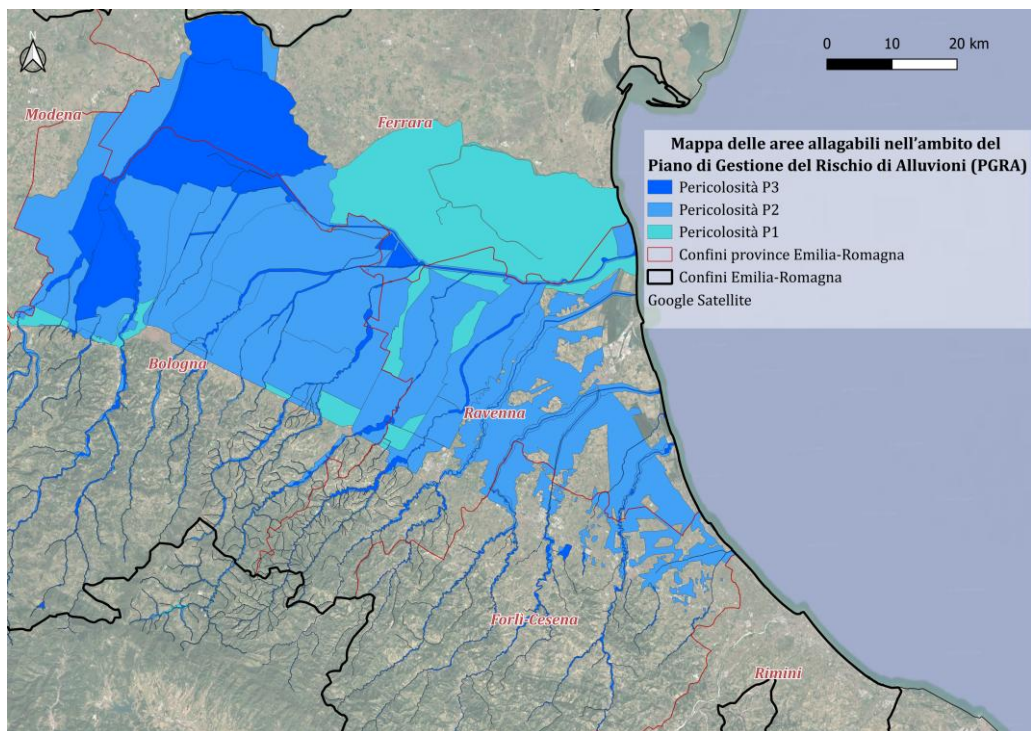 N
0 10 20 km
Modena
Ferrara
Mappa delle aree allagabili nell'ambito del
Piano di Gestione del Rischio di Alluvioni (PGRA)
Pericolosità P3
Pericolosità P2
Pericolosità P1
Confini province Emilia-Romagna
Confini Emilia-Romagna
Google Satellite
Bologna
Ravenna
Forlì-Cesena
Rimini